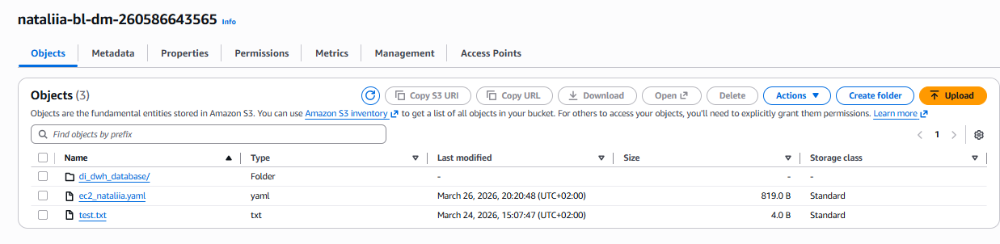 nataliia-bl-dm-260586643565 Info
Objects Metadata Properties Permissions Metrics Management Access Points
Objects (3) Copy S3 URI Copy URL Download Open Delete Actions Create folder Upload
Objects are the fundamental entities stored in Amazon S3. You can use Amazon S3 inventory to get a list of all objects in your bucket. For others to access your objects, you'll need to explicitly grant them permissions. Learn more
Find objects by prefix 1
Name Type Last modified Size Storage class
di_dwh_database/ Folder - - -
ec2_nataliia.yaml yaml March 26, 2026, 20:20:48 (UTC+02:00) 819.0 B Standard
test.txt txt March 24, 2026, 15:07:47 (UTC+02:00) 4.0 B Standard